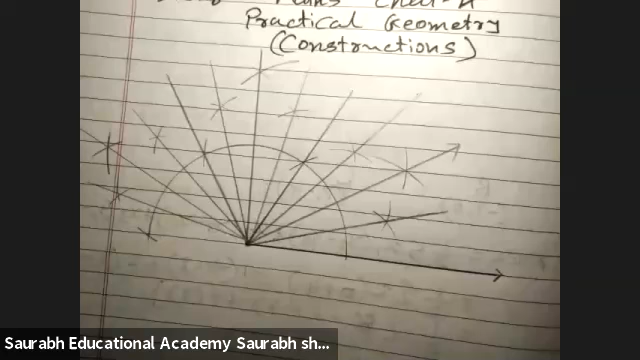 Practical Geometry
(Constructions)
Saurabh Educational Academy Saurabh sh...